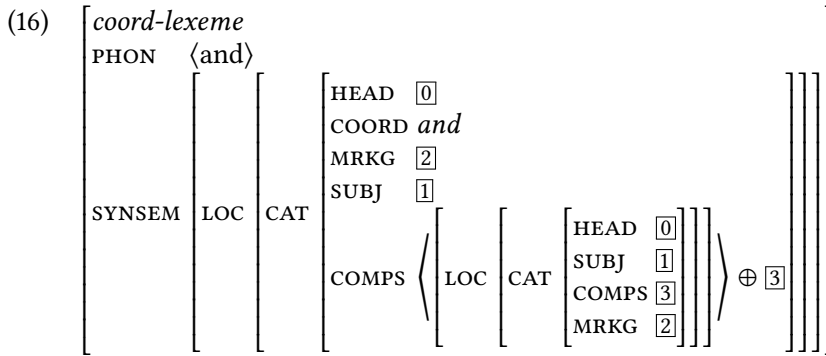 (16) coord-lexeme
PHON ⟨and⟩
HEAD 0
COORD and
MRKG 2
SUBJ 1
SYNSEM LOC CAT
HEAD 0
SUBJ 1
COMPS ⟨ LOC CAT COMPS 3 ⟩ ⊕ 3
MRKG 2